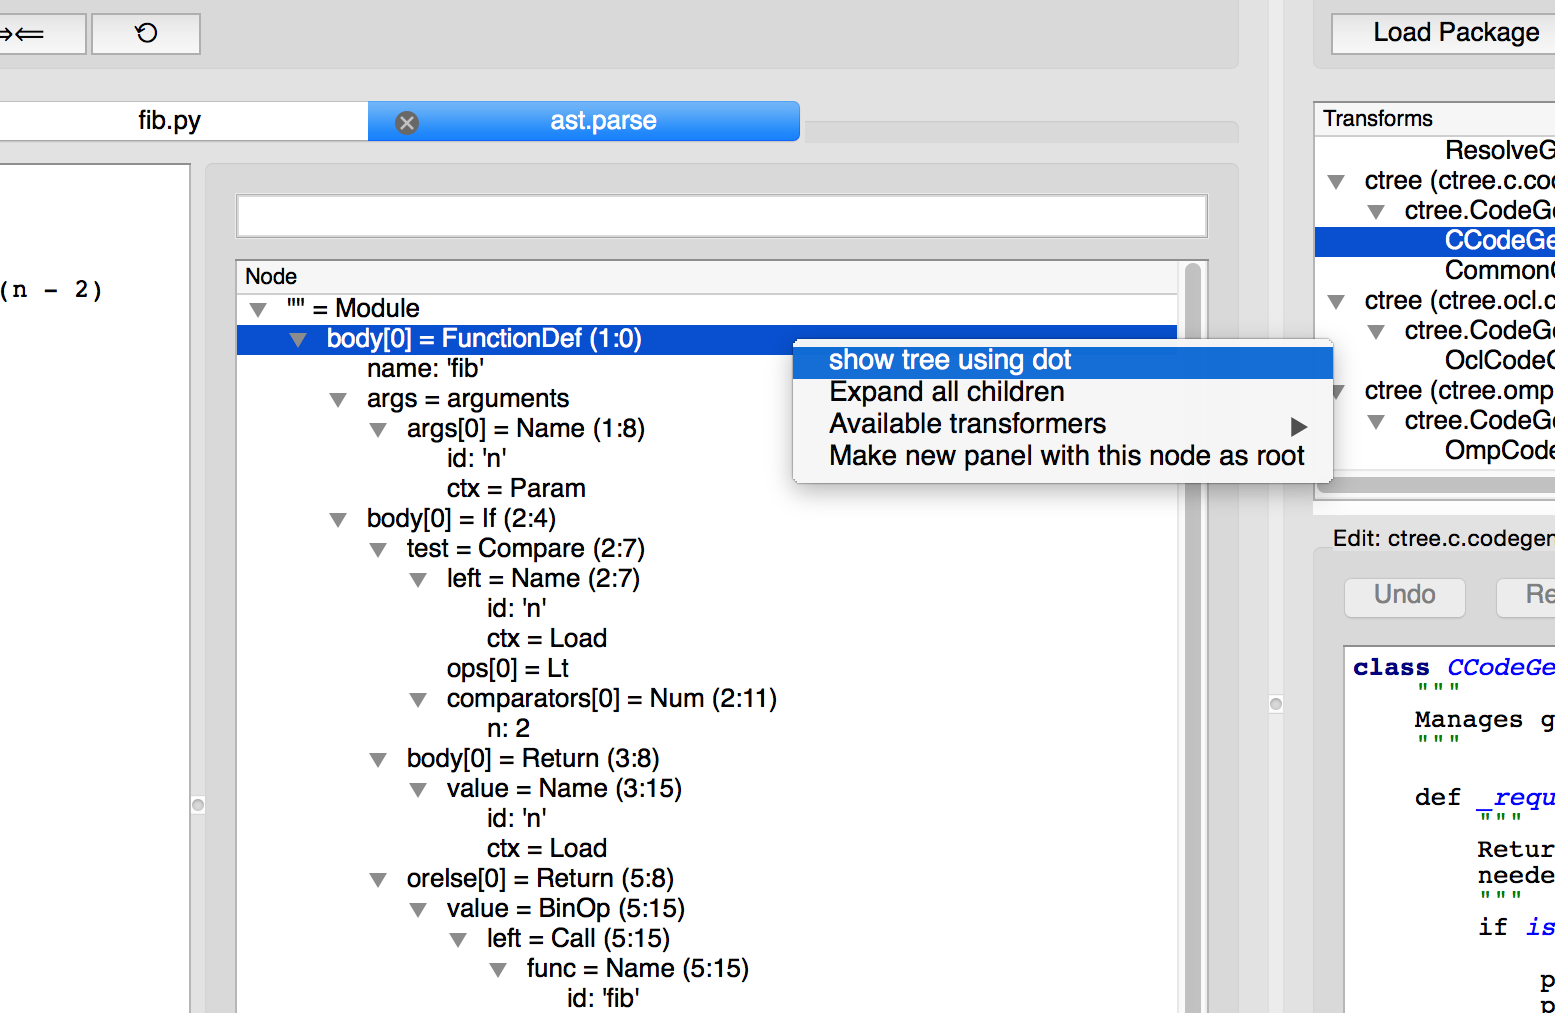 Load Package
fib.py
ast.parse
(n - 2)
Node
"" = Module
body[0] = FunctionDef (1:0)
name: 'fib'
args = arguments
args[0] = Name (1:8)
id: 'n'
ctx = Param
body[0] = If (2:4)
test = Compare (2:7)
left = Name (2:7)
id: 'n'
ctx = Load
ops[0] = Lt
comparators[0] = Num (2:11)
n: 2
body[0] = Return (3:8)
value = Name (3:15)
id: 'n'
ctx = Load
orelse[0] = Return (5:8)
value = BinOp (5:15)
left = Call (5:15)
func = Name (5:15)
id: 'fib'
show tree using dot
Expand all children
Available transformers
Make new panel with this node as root
Transforms
ResolveG
ctree (ctree.c.co
ctree.CodeG
CCodeGe
Common
ctree (ctree.ocl.c
ctree.CodeG
OclCode
ctree (ctree.omp
ctree.CodeG
OmpCode
Edit: ctree.c.codegen
Undo
Re
class CCodeGe
"""
Manages g
"""
def _requ
"""
Retur
neede
"""
if is
p
p